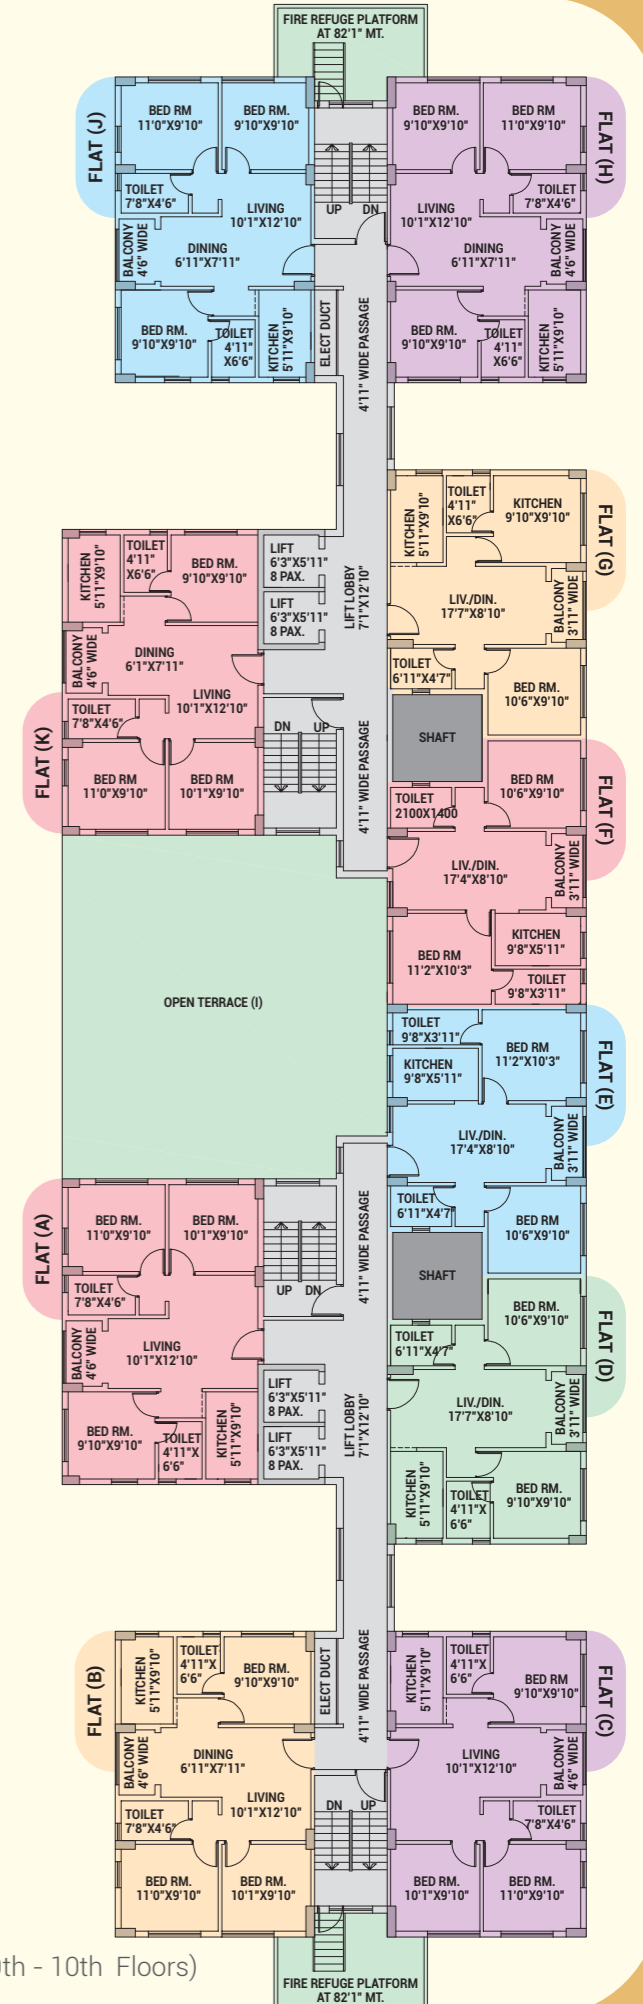 FIRE REFUGE PLATFORM
AT 82'1" MT.
FLAT (J)
BED RM
11'0"X9'10"
BED RM.
9'10"X9'10"
TOILET
7'8"X4'6"
LIVING
10'1"X12'10"
BALCONY
4'6" WIDE
DINING
6'11"X7'11"
BED RM.
9'10"X9'10"
TOILET
4'11"
X6'6"
KITCHEN
5'11"X9'10"
ELECT DUCT
UP
DN
4'11" WIDE PASSAGE
FLAT (H)
BED RM.
9'10"X9'10"
BED RM
11'0"X9'10"
TOILET
7'8"X4'6"
LIVING
10'1"X12'10"
DINING
6'11"X7'11"
BALCONY
4'6" WIDE
BED RM.
9'10"X9'10"
TOILET
4'11"
X6'6"
KITCHEN
5'11"X9'10"
FLAT (G)
KITCHEN
5'11"X9'10"
TOILET
4'11"
X6'6"
KITCHEN
9'10"X9'10"
LIV./DIN.
17'7"X8'10"
BALCONY
3'11" WIDE
TOILET
6'11"X4'7"
BED RM.
10'6"X9'10"
SHAFT
FLAT (K)
KITCHEN
5'11"X9'10"
TOILET
4'11"
X6'6"
BED RM.
9'10"X9'10"
LIFT
6'3"X5'11"
8 PAX.
LIFT
6'3"X5'11"
8 PAX.
LIFT LOBBY
7'1"X12'10"
BALCONY
4'6" WIDE
DINING
6'1"X7'11"
LIVING
10'1"X12'10"
TOILET
7'8"X4'6"
BED RM
11'0"X9'10"
BED RM
10'1"X9'10"
DN
UP
4'11" WIDE PASSAGE
FLAT (F)
BED RM
10'6"X9'10"
TOILET
2100X1400
LIV./DIN.
17'4"X8'10"
BALCONY
3'11" WIDE
BED RM
11'2"X10'3"
KITCHEN
9'8"X5'11"
TOILET
9'8"X3'11"
OPEN TERRACE (I)
FLAT (E)
TOILET
9'8"X3'11"
KITCHEN
9'8"X5'11"
BED RM
11'2"X10'3"
LIV./DIN.
17'4"X8'10"
BALCONY
3'11" WIDE
TOILET
6'11"X4'7"
BED RM
10'6"X9'10"
SHAFT
FLAT (A)
BED RM.
11'0"X9'10"
BED RM.
10'1"X9'10"
TOILET
7'8"X4'6"
LIVING
10'1"X12'10"
BALCONY
4'6" WIDE
BED RM.
9'10"X9'10"
TOILET
4'11"X
6'6"
KITCHEN
5'11"X9'10"
UP
DN
4'11" WIDE PASSAGE
LIFT
6'3"X5'11"
8 PAX.
LIFT
6'3"X5'11"
8 PAX.
LIFT LOBBY
7'1"X12'10"
FLAT (D)
BED RM.
10'6"X9'10"
TOILET
6'11"X4'7"
LIV./DIN.
17'7"X8'10"
BALCONY
3'11" WIDE
KITCHEN
5'11"X9'10"
TOILET
4'11"X
6'6"
BED RM.
9'10"X9'10"
FLAT (B)
KITCHEN
5'11"X9'10"
TOILET
4'11"X
6'6"
BED RM.
9'10"X9'10"
ELECT DUCT
4'11" WIDE PASSAGE
BALCONY
4'6" WIDE
DINING
6'11"X7'11"
LIVING
10'1"X12'10"
TOILET
7'8"X4'6"
BED RM.
11'0"X9'10"
BED RM.
10'1"X9'10"
DN
UP
FLAT (C)
KITCHEN
5'11"X9'10"
TOILET
4'11"X
6'6"
BED RM
9'10"X9'10"
LIVING
10'1"X12'10"
BALCONY
4'6" WIDE
TOILET
7'8"X4'6"
BED RM.
10'1"X9'10"
BED RM.
11'0"X9'10"
th - 10th Floors)
FIRE REFUGE PLATFORM
AT 82'1" MT.